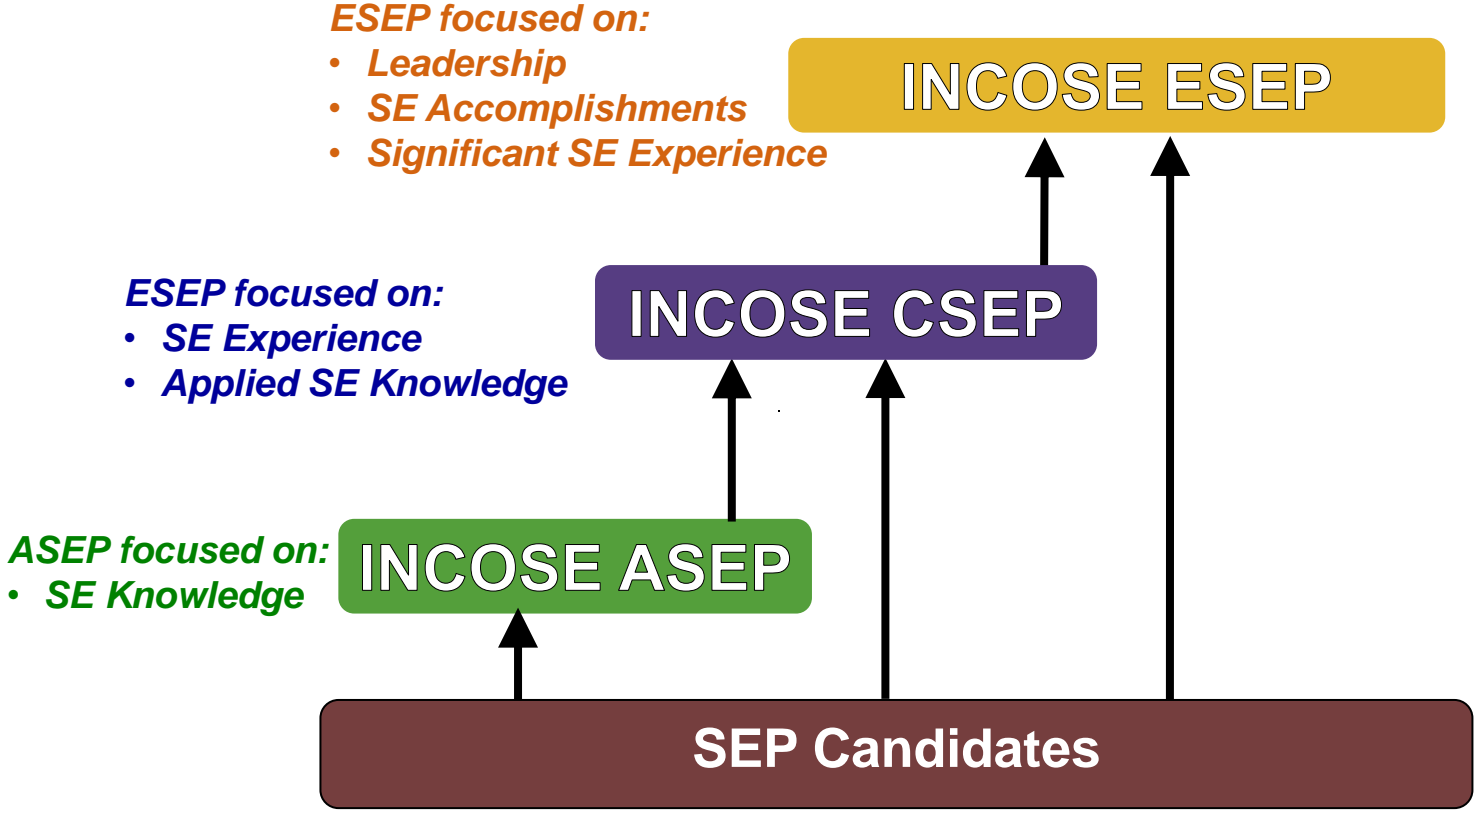 ESEP focused on:
• Leadership
• SE Accomplishments
• Significant SE Experience
INCOSE ESEP
ESEP focused on:
• SE Experience
• Applied SE Knowledge
INCOSE CSEP
ASEP focused on:
• SE Knowledge
INCOSE ASEP
SEP Candidates